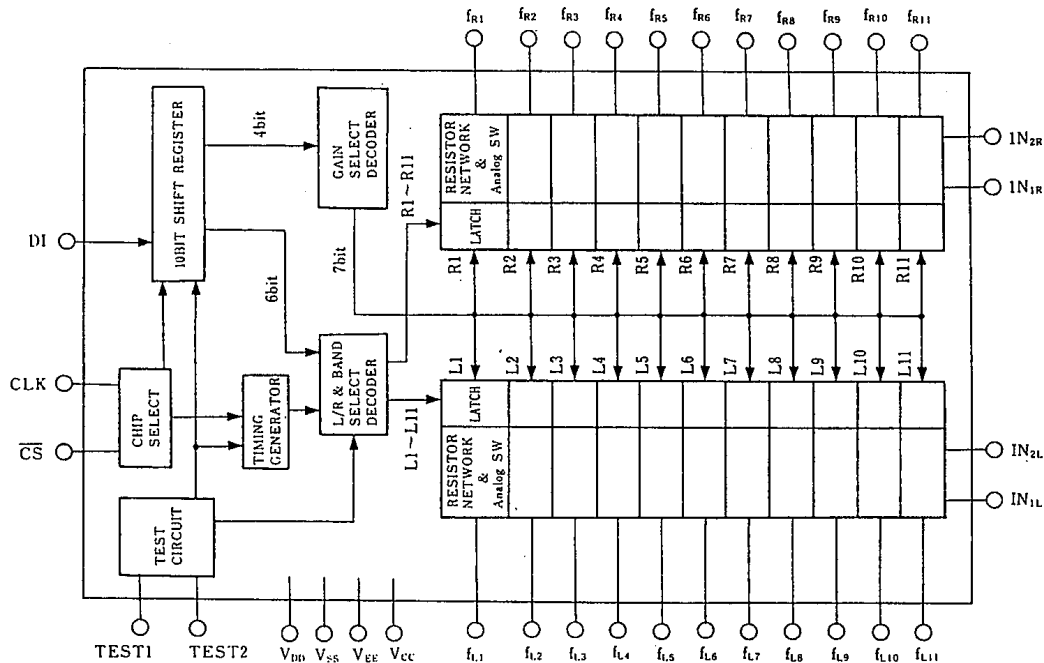 fR1 fR2 fR3 fR4 fR5 fR6 fR7 fR8 fR9 fR10 fR11
10BIT SHIFT REGISTER
4bit
GAIN
SELECT
DECODER
RESISTOR
NETWORK
&
Analog SW
1N2R
1N1R
R1~R11
LATCH
DI
7bit
6bit
R1 R2 R3 R4 R5 R6 R7 R8 R9 R10 R11
L1 L2 L3 L4 L5 L6 L7 L8 L9 L10 L11
CLK
CHIP
SELECT
CS
TIMING
GENERATOR
L/R & BAND
SELECT
DECODER
L1~L11
LATCH
RESISTOR
NETWORK
&
Analog SW
IN2L
IN1L
TEST
CIRCUIT
TEST1 TEST2 VDD VSS VEE VCC fL1 fL2 fL3 fL4 fL5 fL6 fL7 fL8 fL9 fL10 fL11